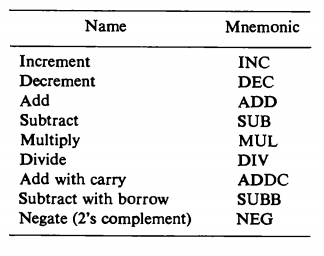 Name Mnemonic
Increment INC
Decrement DEC
Add ADD
Subtract SUB
Multiply MUL
Divide DIV
Add with carry ADDC
Subtract with borrow SUBB
Negate (2's complement) NEG